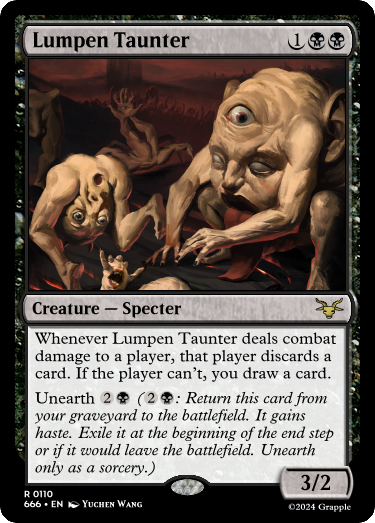 Lumpen Taunter 1
Creature — Specter
Whenever Lumpen Taunter deals combat
damage to a player, that player discards a
card. If the player can't, you draw a card.
Unearth 2 ( 2 : Return this card from
your graveyard to the battlefield. It gains
haste. Exile it at the beginning of the end step
or if it would leave the battlefield. Unearth
only as a sorcery.)
3/2
R 0110
666 • EN Yuchen Wang
©2024 Grapple